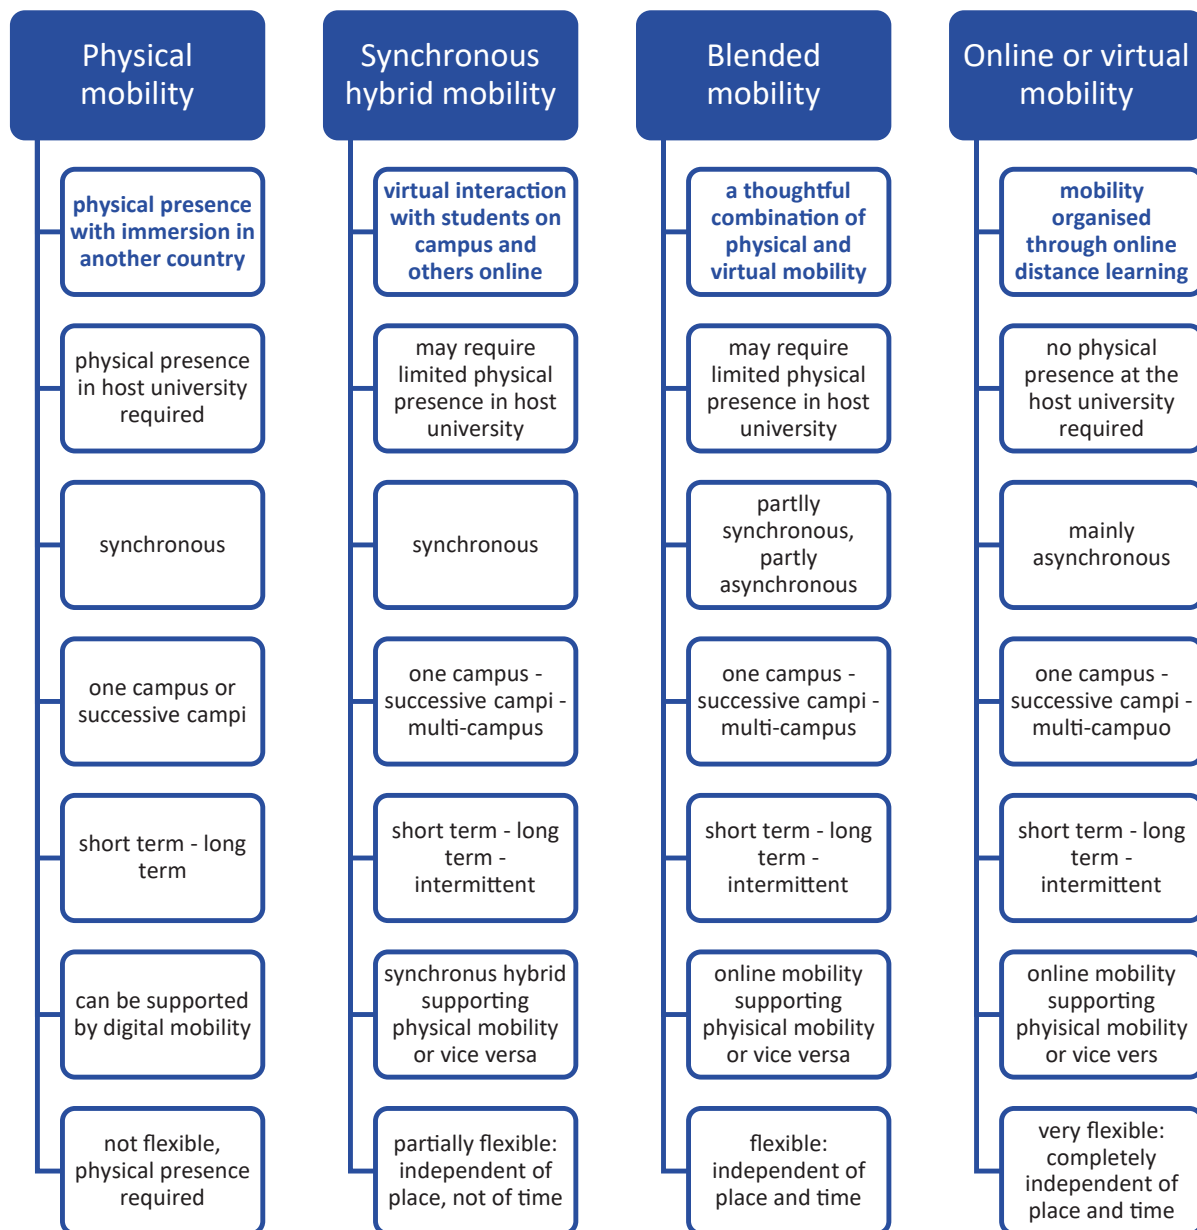 Physical
mobility
physical presence
with immersion in
another country
physical presence
in host university
required
synchronous
one campus or
successive campi
short term - long
term
can be supported
by digital mobility
not flexible,
physical presence
required
Synchronous
hybrid mobility
virtual interaction
with students on
campus and
others online
may require
limited physical
presence in host
university
synchronous
one campus -
successive campi -
multi-campus
short term - long
term -
intermittent
synchronus hybrid
supporting
physical mobility
or vice versa
partially flexible:
independent of
place, not of time
Blended
mobility
a thoughtful
combination of
physical and
virtual mobility
may require
limited physical
presence in host
university
partlly
synchronous,
partly
asynchronous
one campus -
successive campi -
multi-campus
short term - long
term -
intermittent
online mobility
supporting
phyisical mobility
or vice versa
flexible:
independent of
place and time
Online or virtual
mobility
mobility
organised
through online
distance learning
no physical
presence at the
host university
required
mainly
asynchronous
one campus -
successive campi -
multi-campuo
short term - long
term -
intermittent
online mobility
supporting
phyisical mobility
or vice vers
very flexible:
completely
independent of
place and time